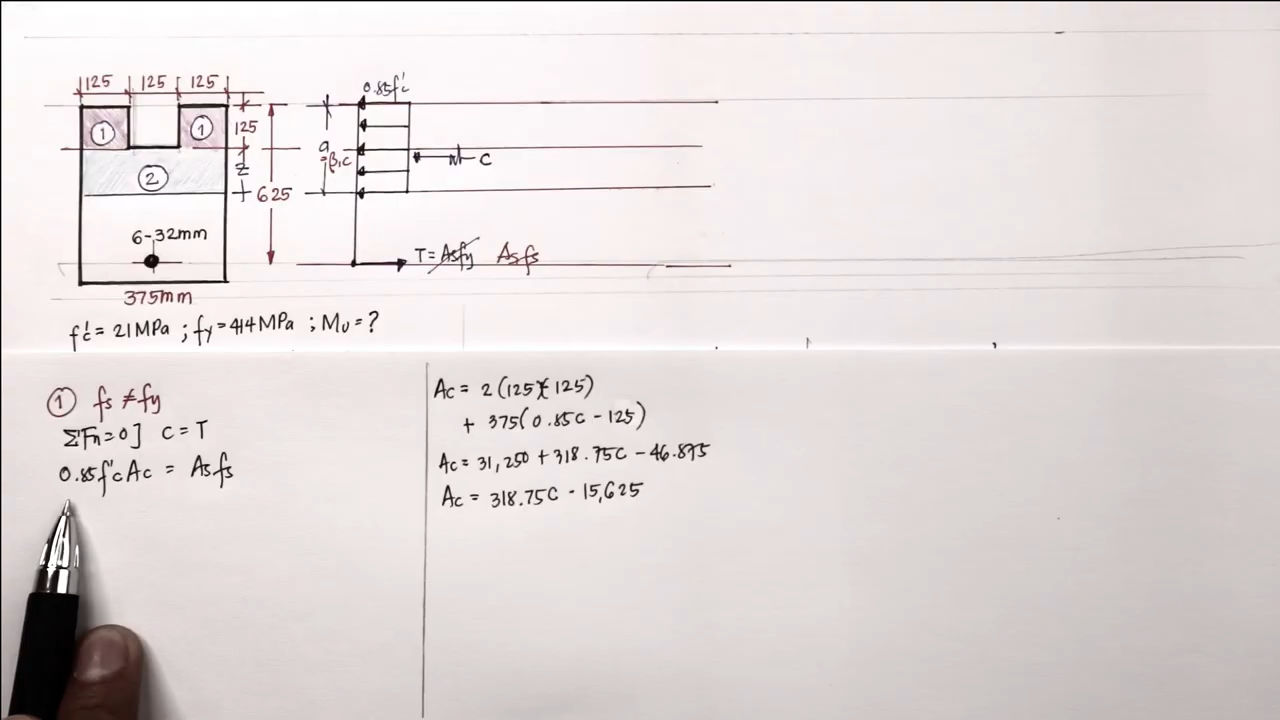 125 125 125
0.85f'c
① ① 125
a
=β₁c
C
z
②
625
6-32mm
T = Asfy Asfs
375mm
f'c = 21MPa ; fy = 414MPa ; Mu = ?
① fs ≠ fy
ΣFn=0] C = T
0.85f'cAc = Asfs
Ac = 2(125)(125)
+ 375(0.85c - 125)
Ac = 31,250 + 318.75c - 46.875
Ac = 318.75c - 15,625